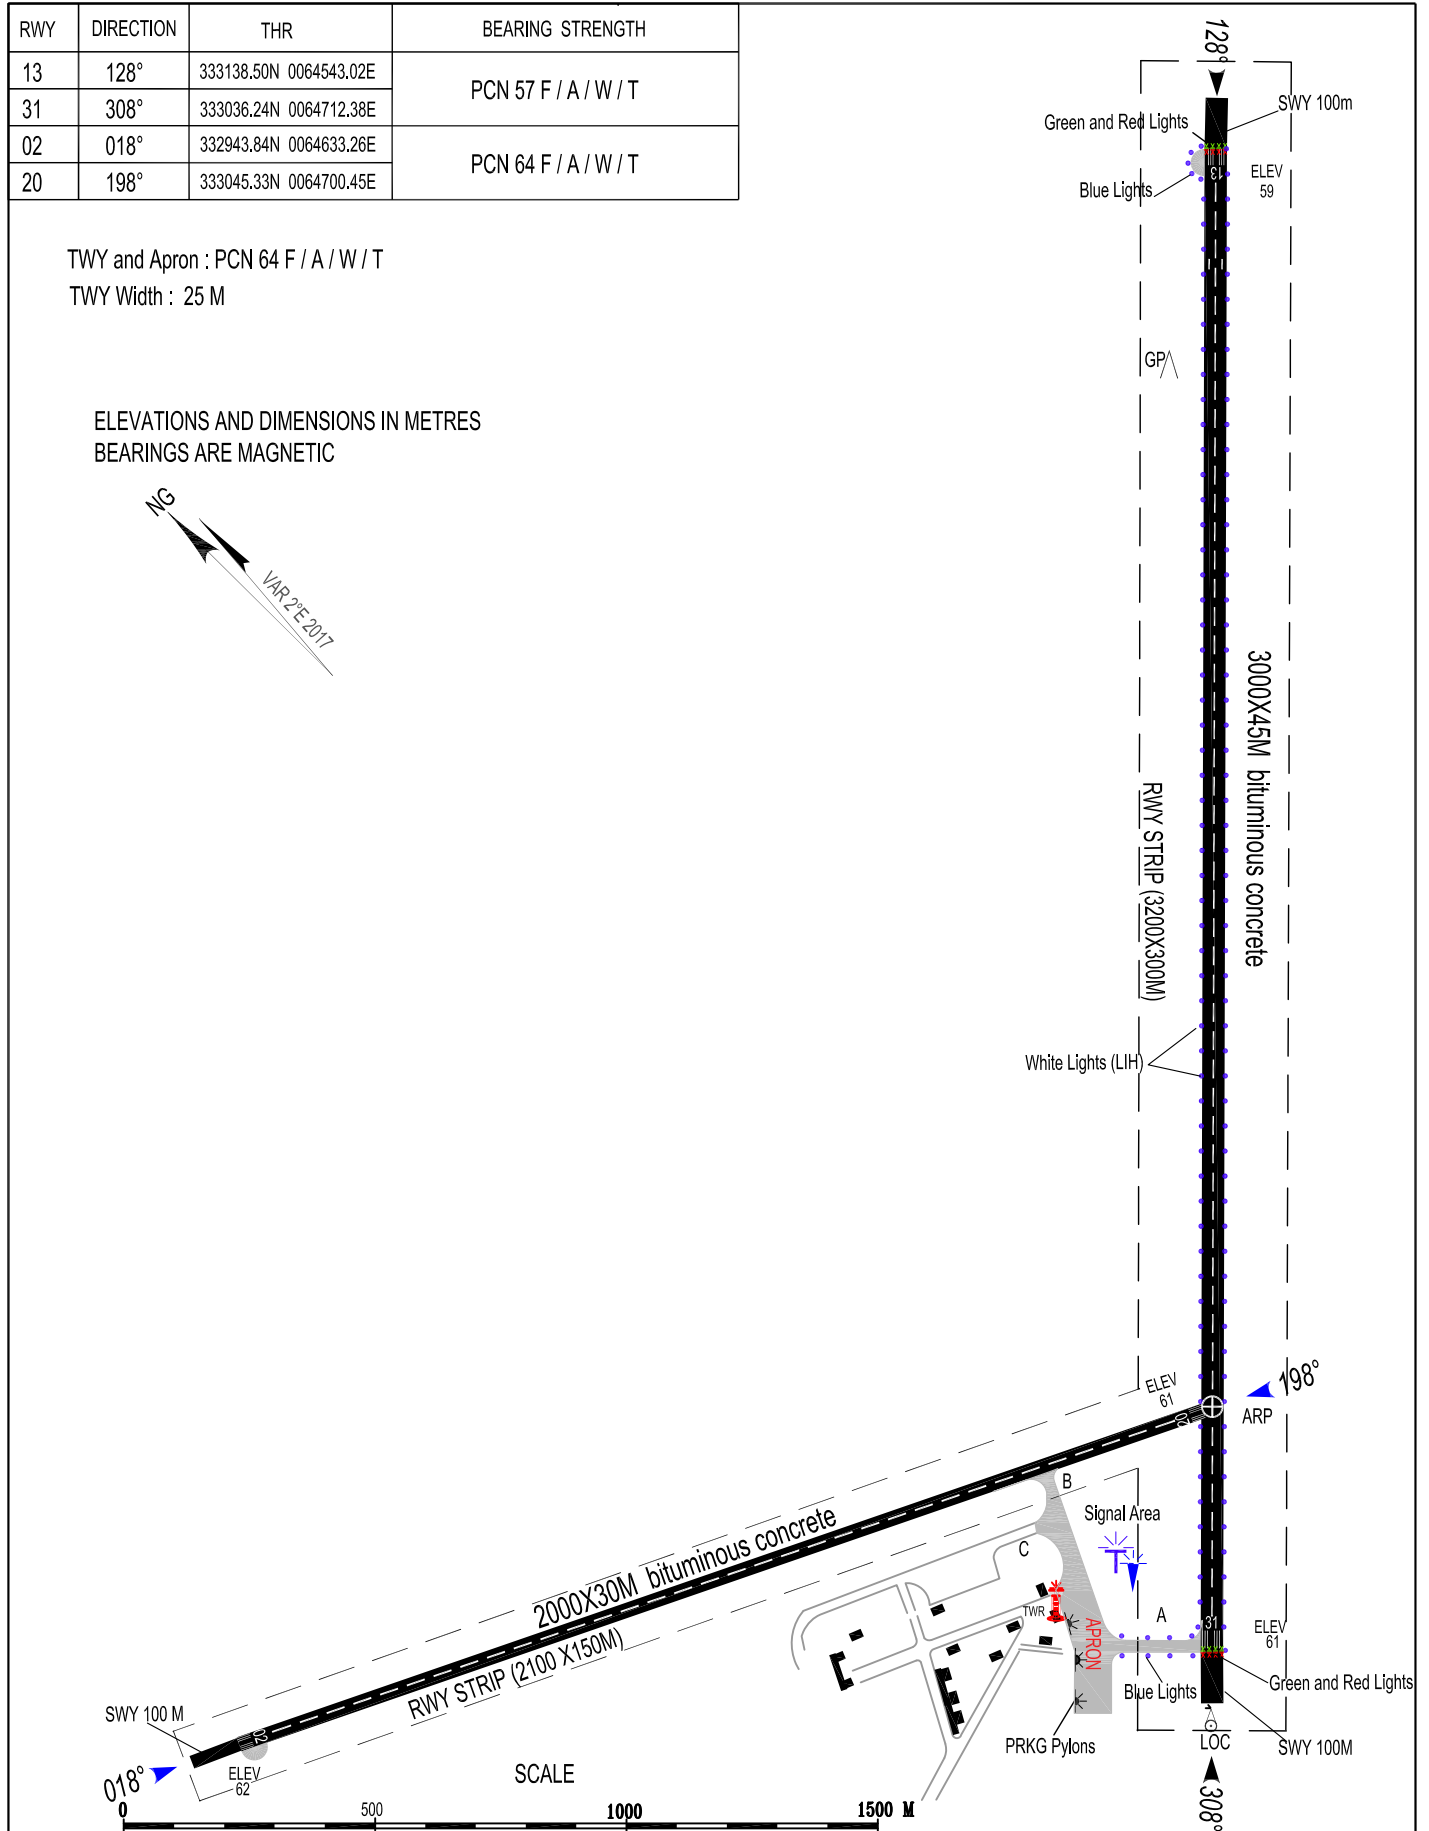 RWY DIRECTION THR BEARING STRENGTH
13 128° 333138.50N 0064543.02E PCN 57 F / A / W / T
31 308° 333036.24N 0064712.38E
02 018° 332943.84N 0064633.26E PCN 64 F / A / W / T
20 198° 333045.33N 0064700.45E
TWY and Apron : PCN 64 F / A / W / T
TWY Width : 25 M
ELEVATIONS AND DIMENSIONS IN METRES
BEARINGS ARE MAGNETIC
NG
VAR 2°E 2017
128°
SWY 100m
Green and Red Lights
13
ELEV
59
Blue Lights
GP
3000X45M bituminous concrete
RWY STRIP (3200X300M)
White Lights (LIH)
198°
ELEV
61
ARP
20
B
Signal Area
C
2000X30M bituminous concrete
RWY STRIP (2100 X150M)
TWR
APRON
A
31
ELEV
61
Green and Red Lights
Blue Lights
PRKG Pylons
LOC
SWY 100M
308°
SWY 100 M
02
018°
ELEV
62
SCALE
0 500 1000 1500 M